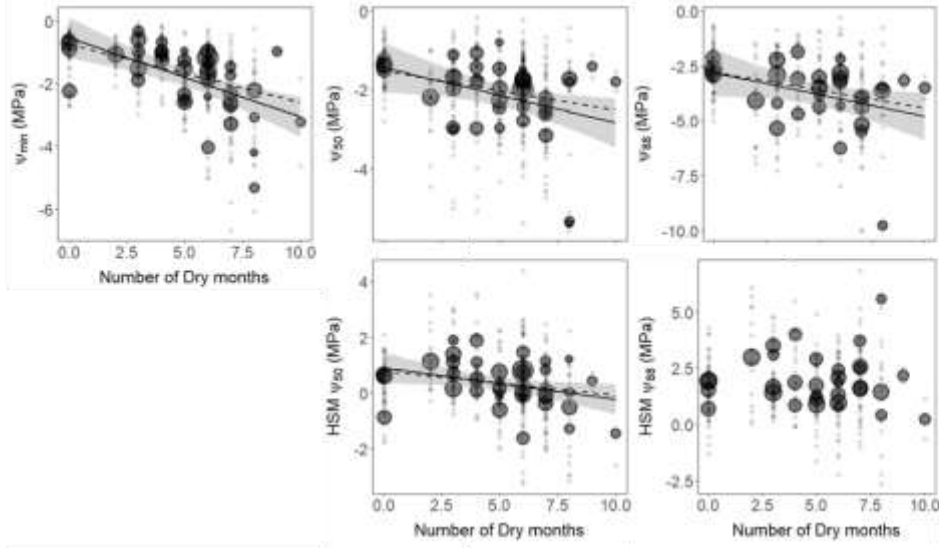 0
-2
-4
-6
Ψmin (MPa)
0.0 2.5 5.0 7.5 10.0
Number of Dry months
0
-2
-4
Ψ50 (MPa)
0.0
-2.5
-5.0
-7.5
-10.0
Ψ88 (MPa)
4
2
0
-2
HSM Ψ50 (MPa)
0.0 2.5 5.0 7.5 10.0
Number of Dry months
5.0
2.5
0.0
-2.5
HSM Ψ88 (MPa)
0.0 2.5 5.0 7.5 10.0
Number of Dry months